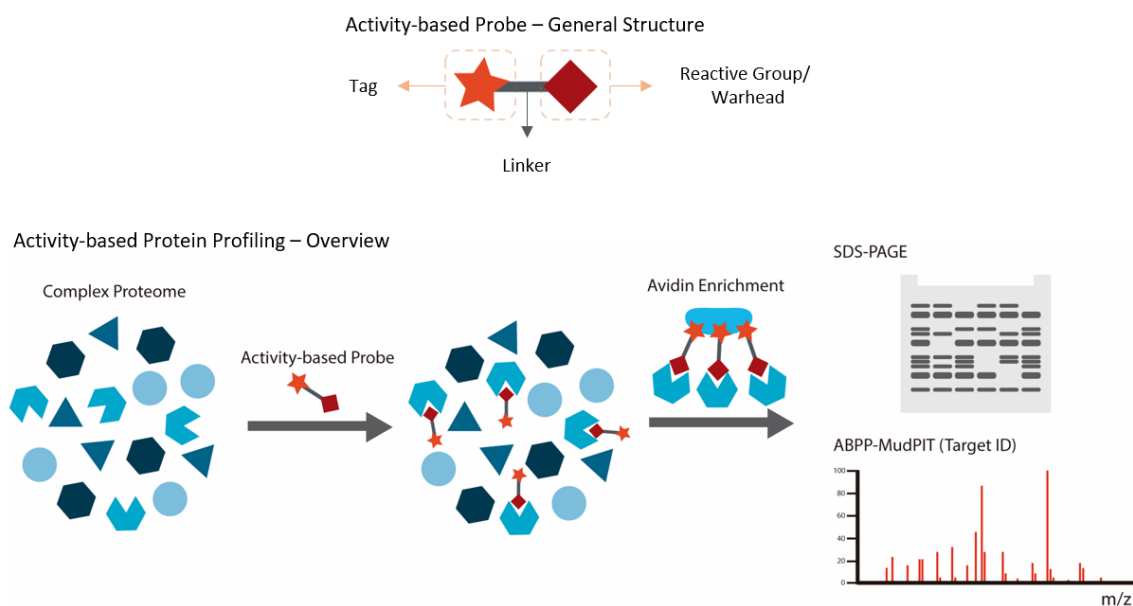 Activity-based Probe – General Structure
Tag
Reactive Group/
Warhead
Linker
Activity-based Protein Profiling – Overview
Complex Proteome
Activity-based Probe
Avidin Enrichment
SDS-PAGE
ABPP-MudPIT (Target ID)
100
80
60
40
20
0
m/z